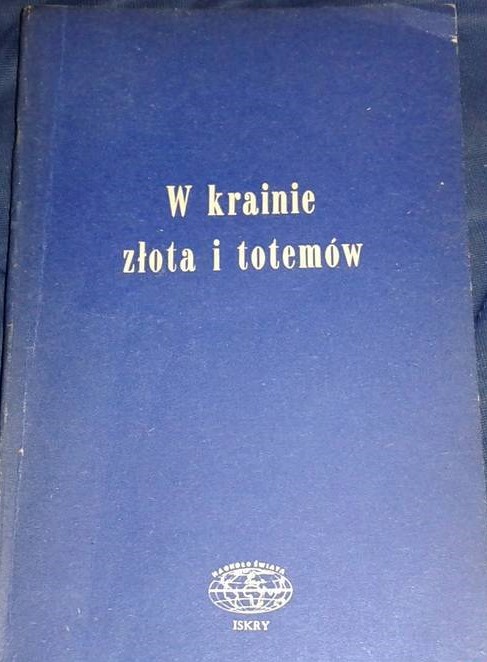 W krainie
złota i totemów
NAOKOŁO ŚWIATA
ISKRY